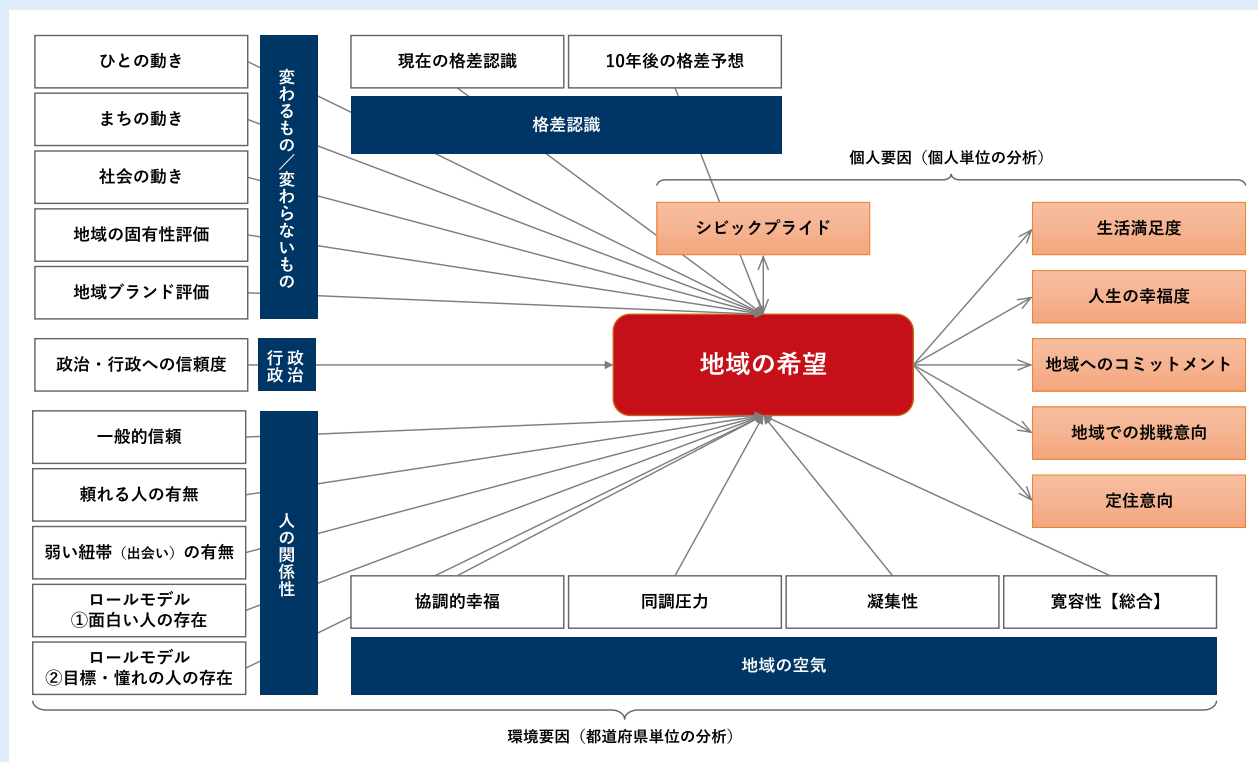 ひとの動き
まちの動き
社会の動き
地域の固有性評価
地域ブランド評価
変わるもの／変わらないもの
現在の格差認識
10年後の格差予想
格差認識
個人要因（個人単位の分析）
シビックプライド
生活満足度
人生の幸福度
地域へのコミットメント
地域での挑戦意向
定住意向
政治・行政への信頼度
政治
行政
地域の希望
一般的信頼
頼れる人の有無
弱い紐帯（出会い）の有無
ロールモデル
①面白い人の存在
ロールモデル
②目標・憧れの人の存在
人の関係性
協調的幸福
同調圧力
凝集性
寛容性【総合】
地域の空気
環境要因（都道府県単位の分析）